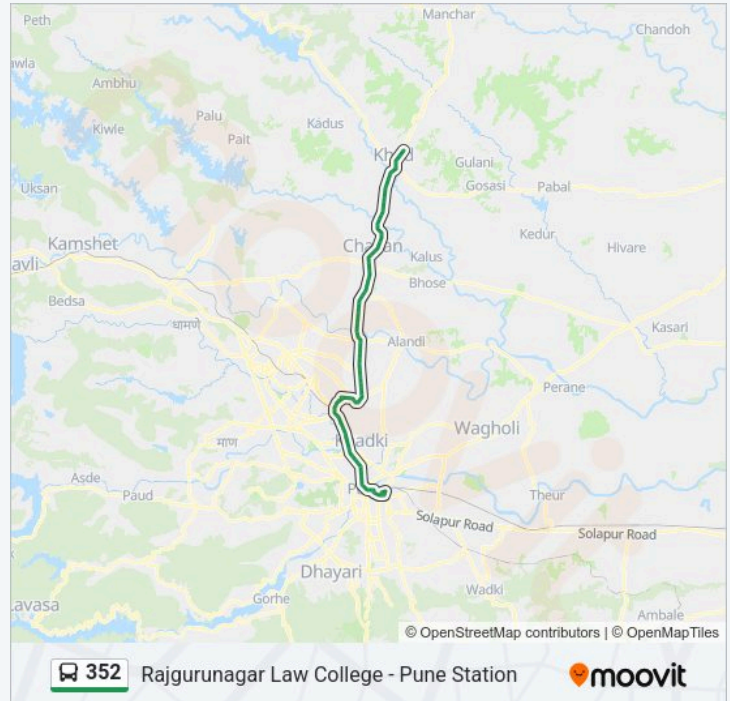 Peth
Manchar
Chandoh
awla
Ambhu
Palu
Kiwle
Pait
Kadus
Khed
Gulani
Gosasi
Pabal
Uksan
Kedur
Kamshet
Chakan
Kalus
Hivare
avli
Bhose
Bedsa
धामणे
Alandi
Kasari
Perane
Khadki
Wagholi
माण
Asde
Paud
Theur
Solapur Road
Solapur Road
Dhayari
Lavasa
Gorhe
Wadki
Ambale
© OpenStreetMap contributors | © OpenMapTiles
352 Rajgurunagar Law College - Pune Station
moovit